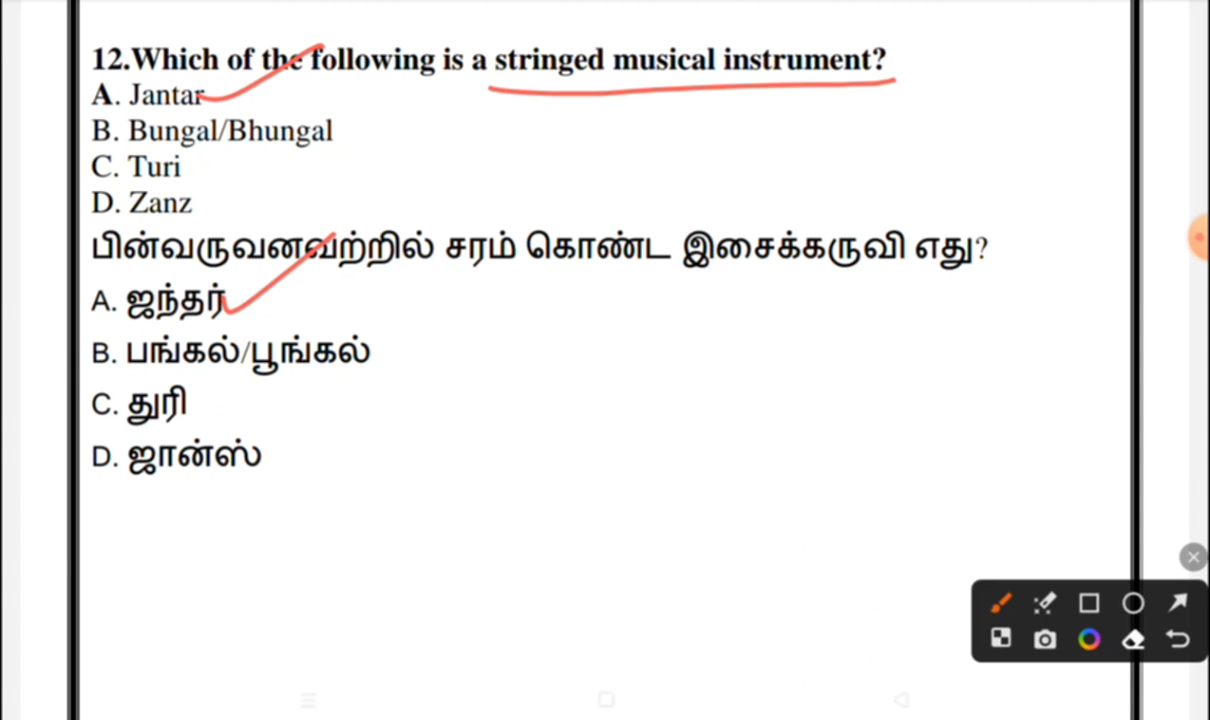 12.Which of the following is a stringed musical instrument?
A. Jantar
B. Bungal/Bhungal
C. Turi
D. Zanz
பின்வருவனவற்றில் சரம் கொண்ட இசைக்கருவி எது?
A. ஜந்தர்
B. பங்கல்/பூங்கல்
C. துரி
D. ஜான்ஸ்